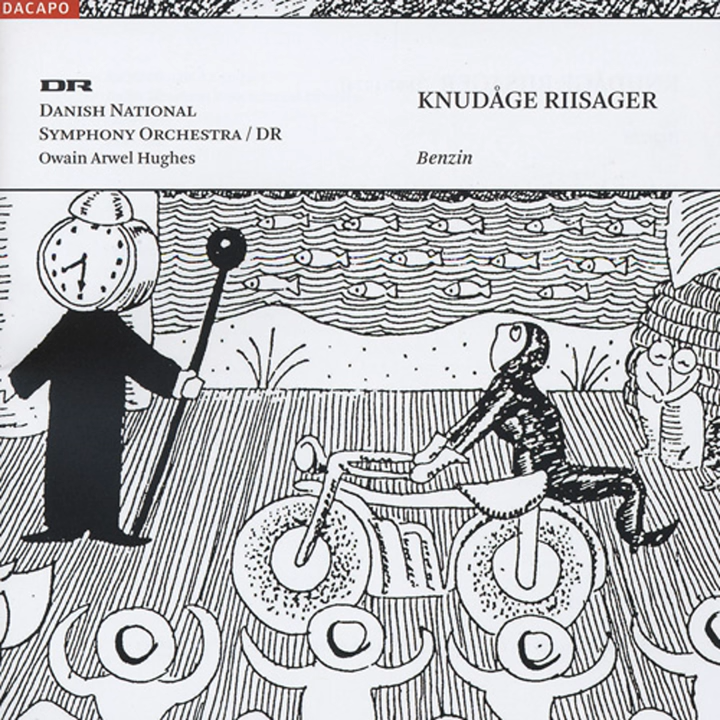 DACAPO
DR
DANISH NATIONAL
SYMPHONY ORCHESTRA / DR
Owain Arwel Hughes
KNUDÅGE RIISAGER
Benzin